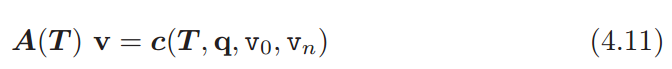 A(T) v = c(T, q, v₀, vₙ) (4.11)